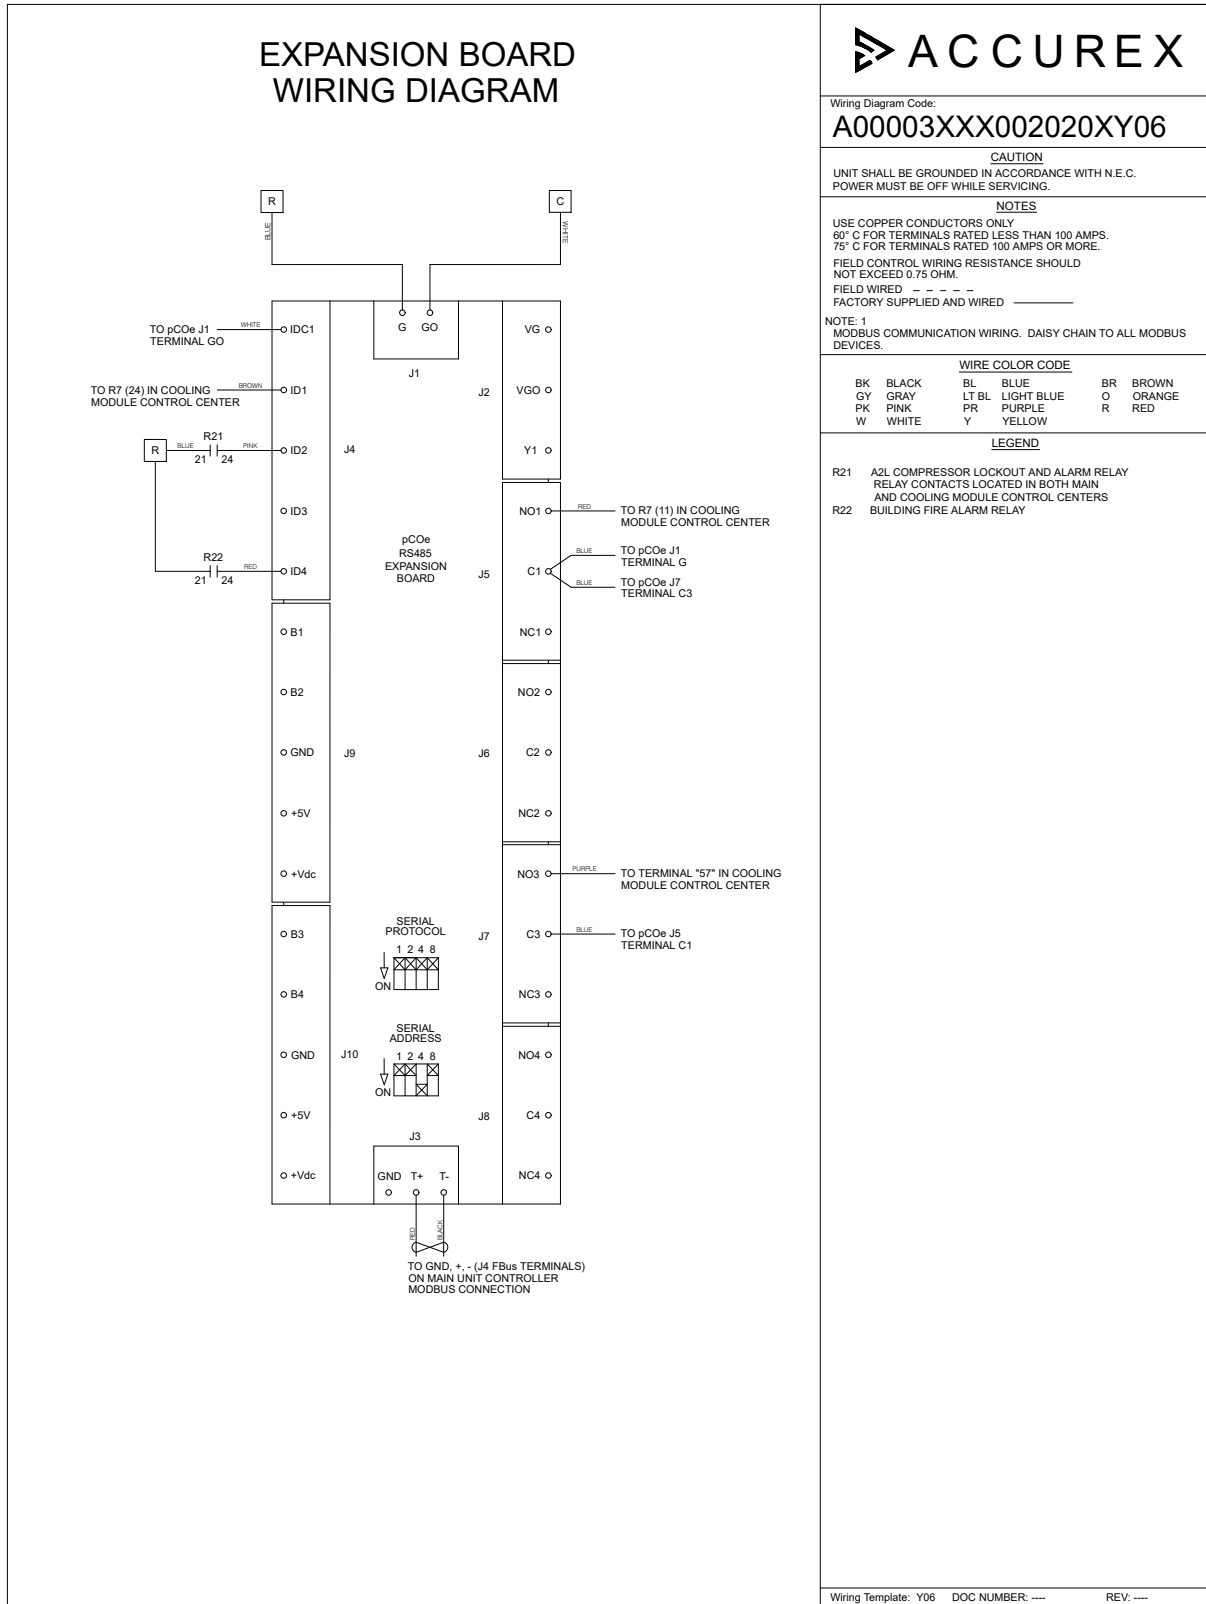 EXPANSION BOARD
WIRING DIAGRAM
R
C
BLUE
WHITE
TO pCOe J1
TERMINAL GO
WHITE
IDC1
G GO
J1
VG
TO R7 (24) IN COOLING
MODULE CONTROL CENTER
BROWN
ID1
J2
VGO
R
BLUE
R21
21 24
PINK
ID2
J4
Y1
ID3
NO1
RED
TO R7 (11) IN COOLING
MODULE CONTROL CENTER
pCOe
RS485
EXPANSION
BOARD
R22
21 24
RED
ID4
J5
C1
BLUE
TO pCOe J1
TERMINAL G
BLUE
TO pCOe J7
TERMINAL C3
B1
NC1
B2
NO2
GND
J9
J6
C2
+5V
NC2
+Vdc
NO3
PURPLE
TO TERMINAL "57" IN COOLING
MODULE CONTROL CENTER
B3
SERIAL
PROTOCOL
1 2 4 8
ON
J7
C3
BLUE
TO pCOe J5
TERMINAL C1
B4
NC3
SERIAL
ADDRESS
1 2 4 8
ON
GND
J10
NO4
+5V
J8
C4
J3
+Vdc
GND T+ T-
NC4
RED
BLACK
TO GND, +, - (J4 FBus TERMINALS)
ON MAIN UNIT CONTROLLER
MODBUS CONNECTION
ACCUREX
Wiring Diagram Code:
A00003XXX002020XY06
CAUTION
UNIT SHALL BE GROUNDED IN ACCORDANCE WITH N.E.C.
POWER MUST BE OFF WHILE SERVICING.
NOTES
USE COPPER CONDUCTORS ONLY
60° C FOR TERMINALS RATED LESS THAN 100 AMPS.
75° C FOR TERMINALS RATED 100 AMPS OR MORE.
FIELD CONTROL WIRING RESISTANCE SHOULD
NOT EXCEED 0.75 OHM.
FIELD WIRED
FACTORY SUPPLIED AND WIRED
NOTE: 1
MODBUS COMMUNICATION WIRING. DAISY CHAIN TO ALL MODBUS
DEVICES.
WIRE COLOR CODE
BK BLACK BL BLUE BR BROWN
GY GRAY LT BL LIGHT BLUE O ORANGE
PK PINK PR PURPLE R RED
W WHITE Y YELLOW
LEGEND
R21 A2L COMPRESSOR LOCKOUT AND ALARM RELAY
RELAY CONTACTS LOCATED IN BOTH MAIN
AND COOLING MODULE CONTROL CENTERS
R22 BUILDING FIRE ALARM RELAY
Wiring Template: Y06 DOC NUMBER: ---- REV: ----